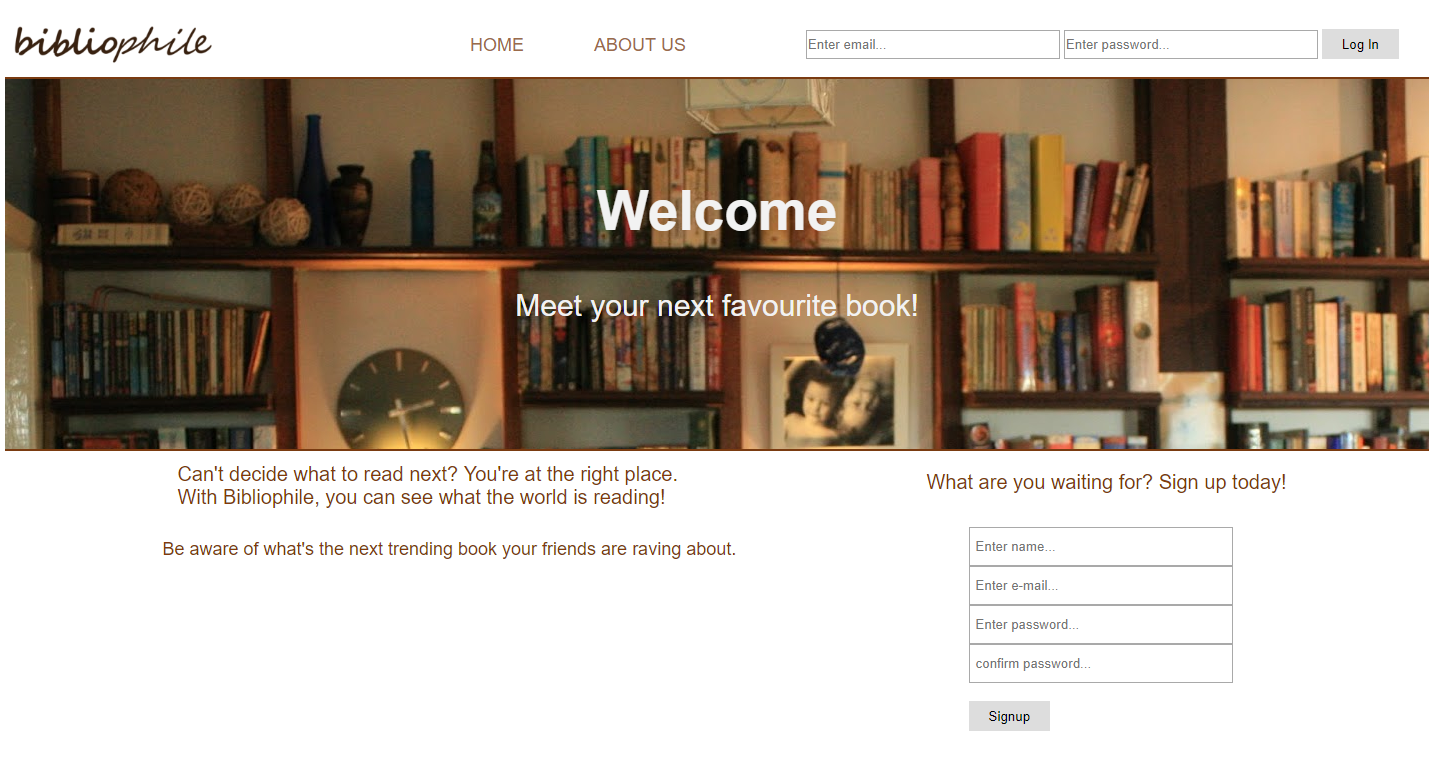 bibliophile
HOME
ABOUT US
Enter email...
Enter password...
Log In
Welcome
Meet your next favourite book!
Can't decide what to read next? You're at the right place.
With Bibliophile, you can see what the world is reading!
Be aware of what's the next trending book your friends are raving about.
What are you waiting for? Sign up today!
Enter name...
Enter e-mail...
Enter password...
confirm password...
Signup